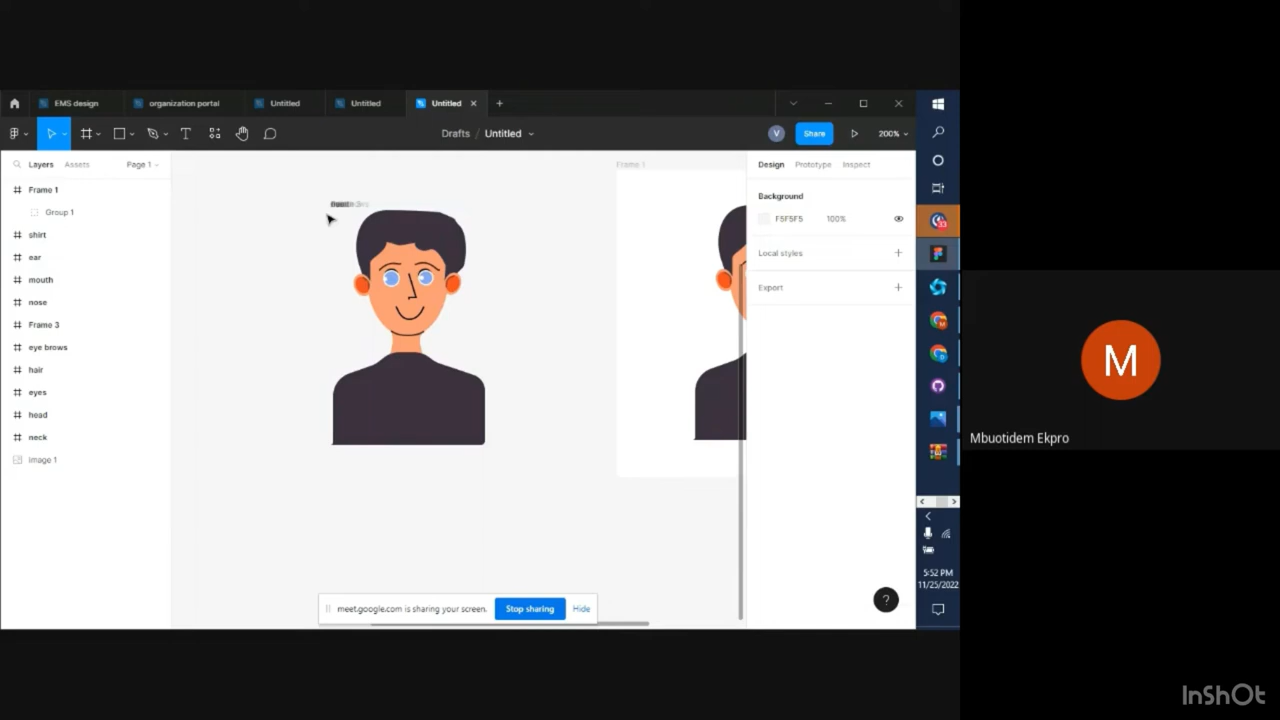 EMS design
organization portal
Untitled
Untitled
Untitled
Drafts / Untitled
V
Share
200%
Layers
Assets
Page 1
Frame 1
Group 1
shirt
ear
mouth
nose
Frame 3
eye brows
hair
eyes
head
neck
Image 1
Frame 1
Design
Prototype
Inspect
Background
F5F5F5
100%
Local styles
Export
?
meet.google.com is sharing your screen.
Stop sharing
Hide
5:52 PM
11/25/2022
M
Mbuotidem Ekpro
InShOt